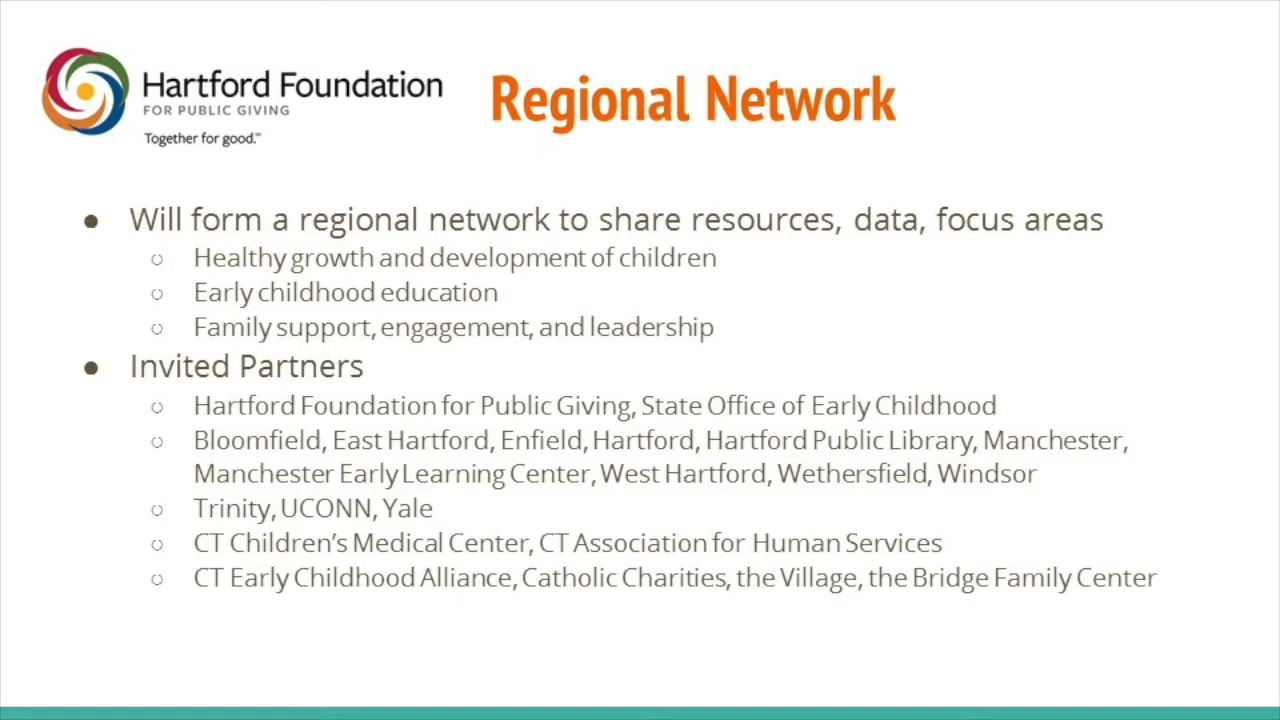 Hartford Foundation
FOR PUBLIC GIVING
Together for good.™
Regional Network
● Will form a regional network to share resources, data, focus areas
○ Healthy growth and development of children
○ Early childhood education
○ Family support, engagement, and leadership
● Invited Partners
○ Hartford Foundation for Public Giving, State Office of Early Childhood
○ Bloomfield, East Hartford, Enfield, Hartford, Hartford Public Library, Manchester,
Manchester Early Learning Center, West Hartford, Wethersfield, Windsor
○ Trinity, UCONN, Yale
○ CT Children’s Medical Center, CT Association for Human Services
○ CT Early Childhood Alliance, Catholic Charities, the Village, the Bridge Family Center